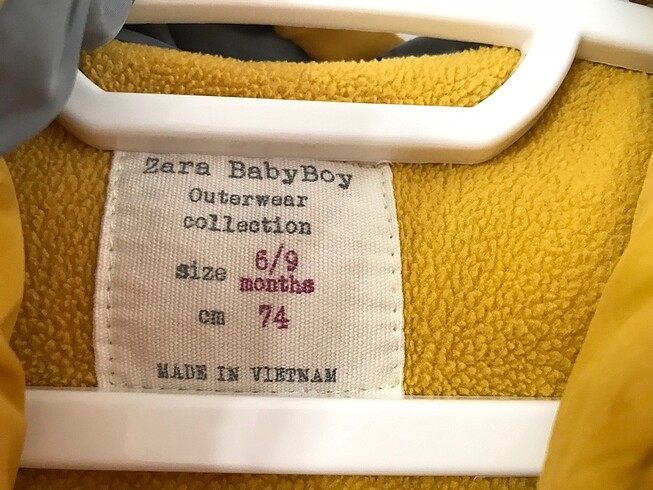 Zara BabyBoy
Outerwear
collection
size 6/9 months
cm 74
MADE IN VIETNAM